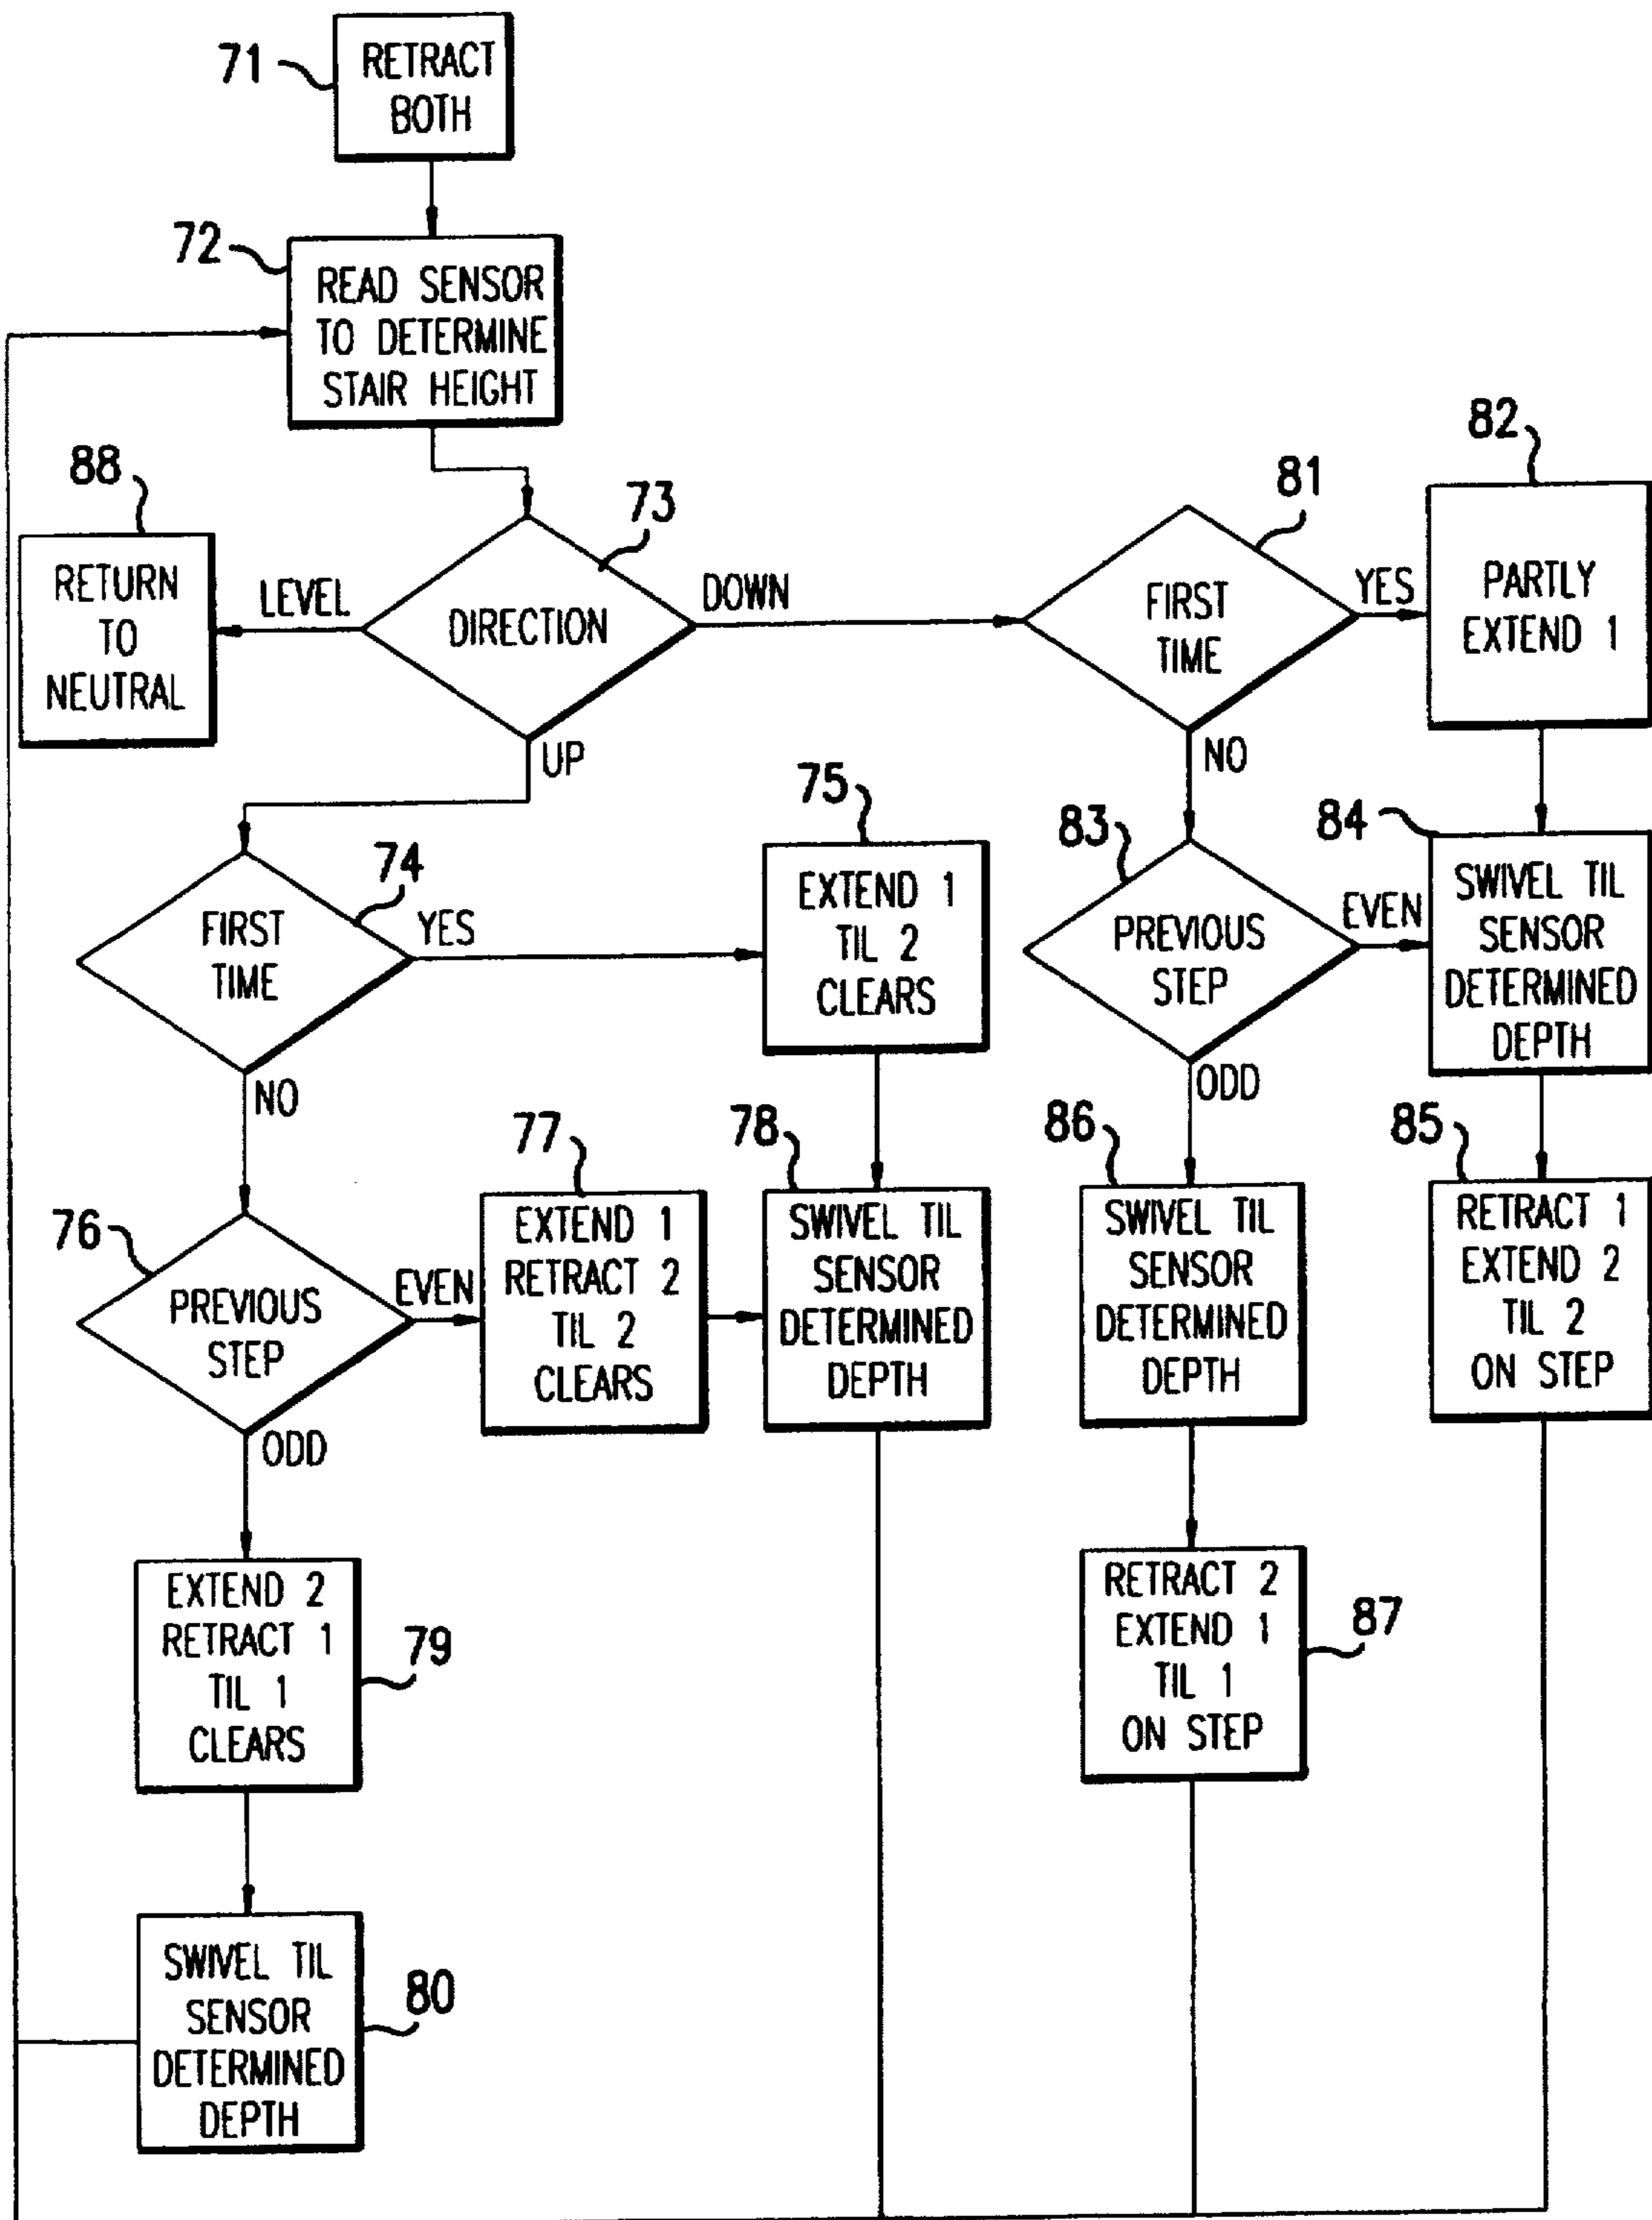 71
RETRACT
BOTH
72
READ SENSOR
TO DETERMINE
STAIR HEIGHT
88
RETURN
TO
NEUTRAL
LEVEL
73
DIRECTION
DOWN
UP
81
FIRST
TIME
YES
NO
82
PARTLY
EXTEND 1
74
FIRST
TIME
YES
NO
75
EXTEND 1
TIL 2
CLEARS
83
PREVIOUS
STEP
EVEN
ODD
84
SWIVEL TIL
SENSOR
DETERMINED
DEPTH
76
PREVIOUS
STEP
EVEN
ODD
77
EXTEND 1
RETRACT 2
TIL 2
CLEARS
78
SWIVEL TIL
SENSOR
DETERMINED
DEPTH
86
SWIVEL TIL
SENSOR
DETERMINED
DEPTH
85
RETRACT 1
EXTEND 2
TIL 2
ON STEP
79
EXTEND 2
RETRACT 1
TIL 1
CLEARS
87
RETRACT 2
EXTEND 1
TIL 1
ON STEP
80
SWIVEL TIL
SENSOR
DETERMINED
DEPTH